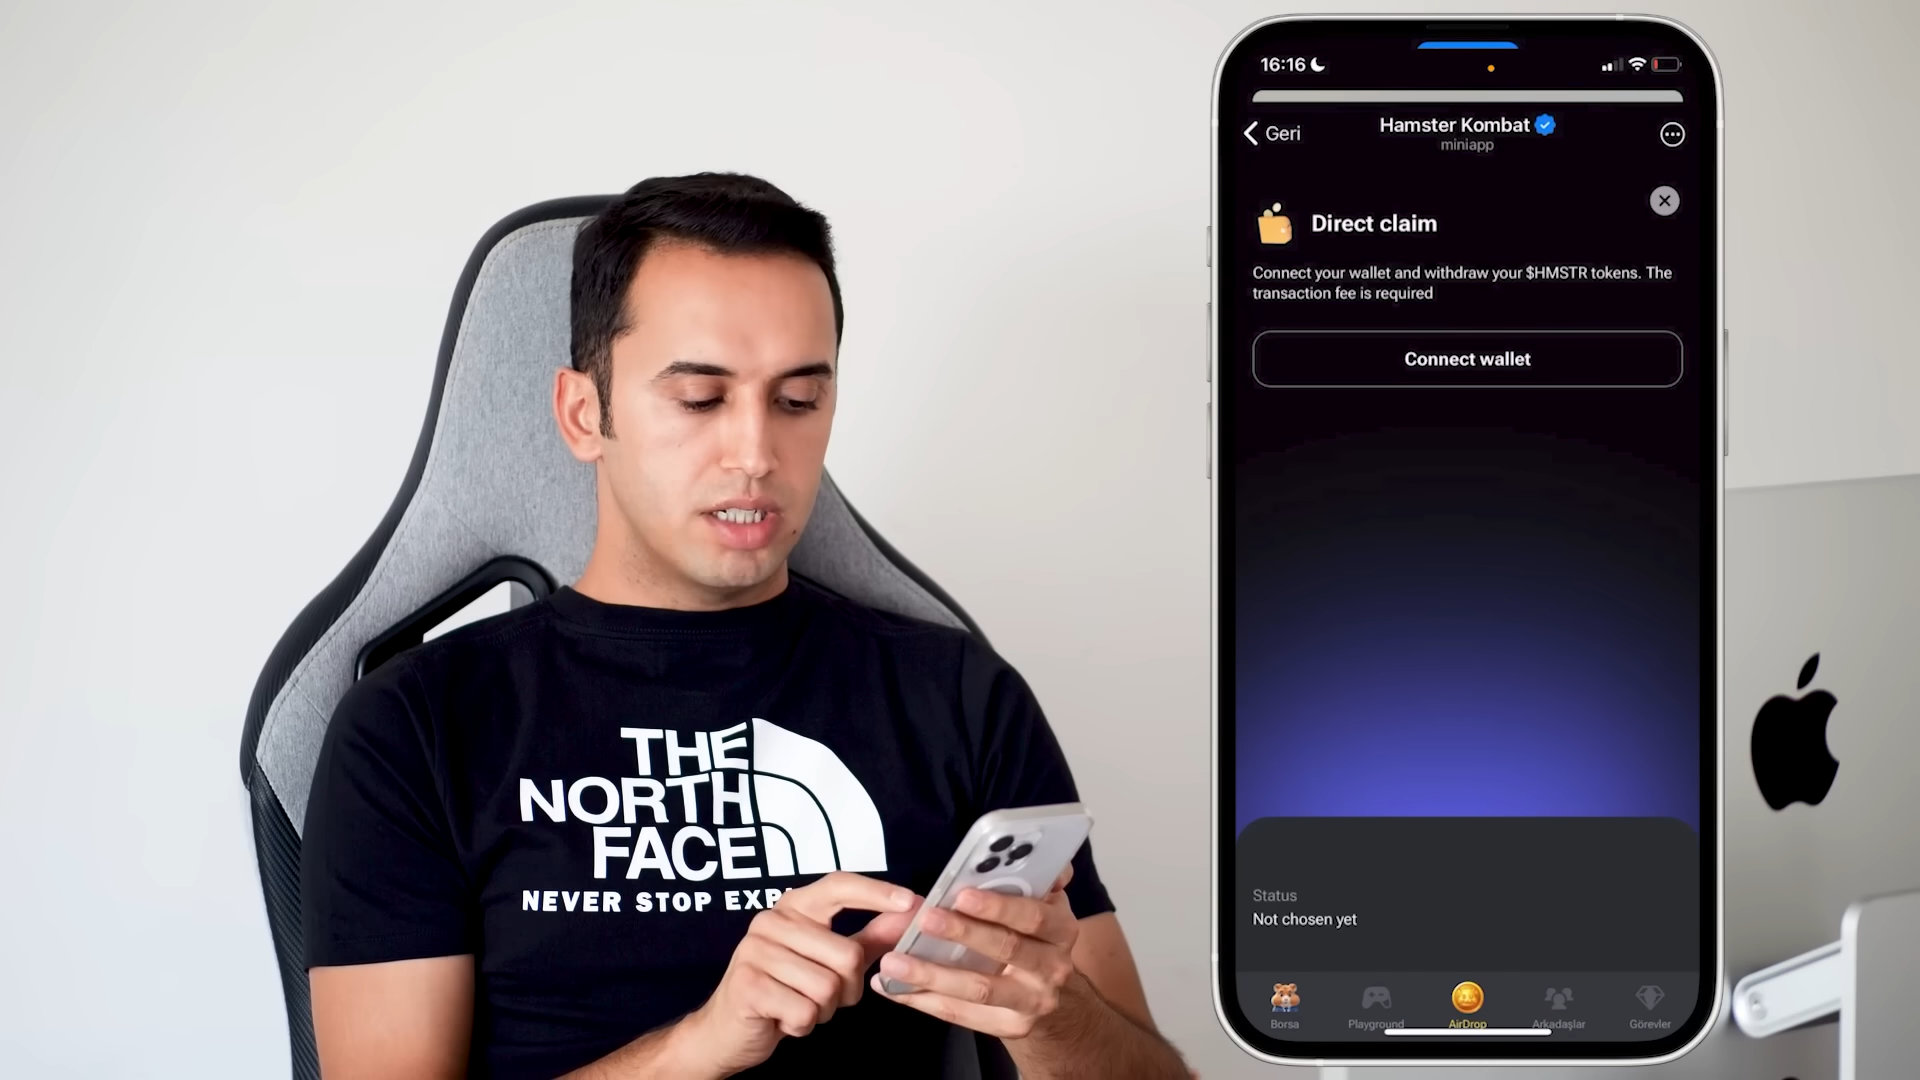 THE
NORTH
FACE
NEVER STOP
16:16
Geri
Hamster Kombat
miniapp
Direct claim
Connect your wallet and withdraw your $HMSTR tokens. The
transaction fee is required
Connect wallet
Status
Not chosen yet
Borsa
Playground
AirDrop
Arkadaşlar
Görevler